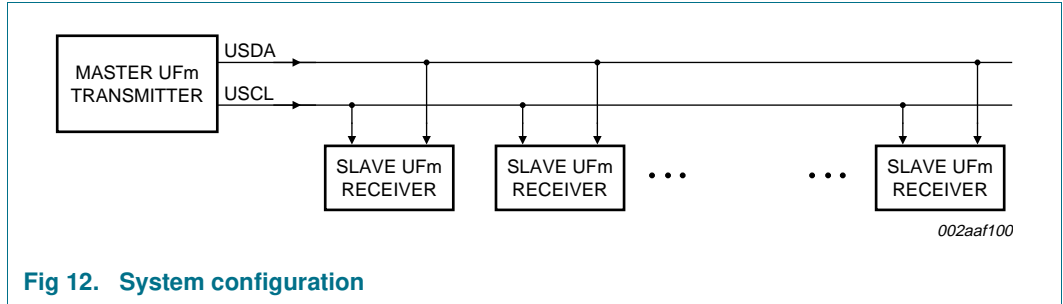 USDA
MASTER UFm
TRANSMITTER
USCL
SLAVE UFm
RECEIVER
SLAVE UFm
RECEIVER
SLAVE UFm
RECEIVER
002aaf100
Fig 12. System configuration